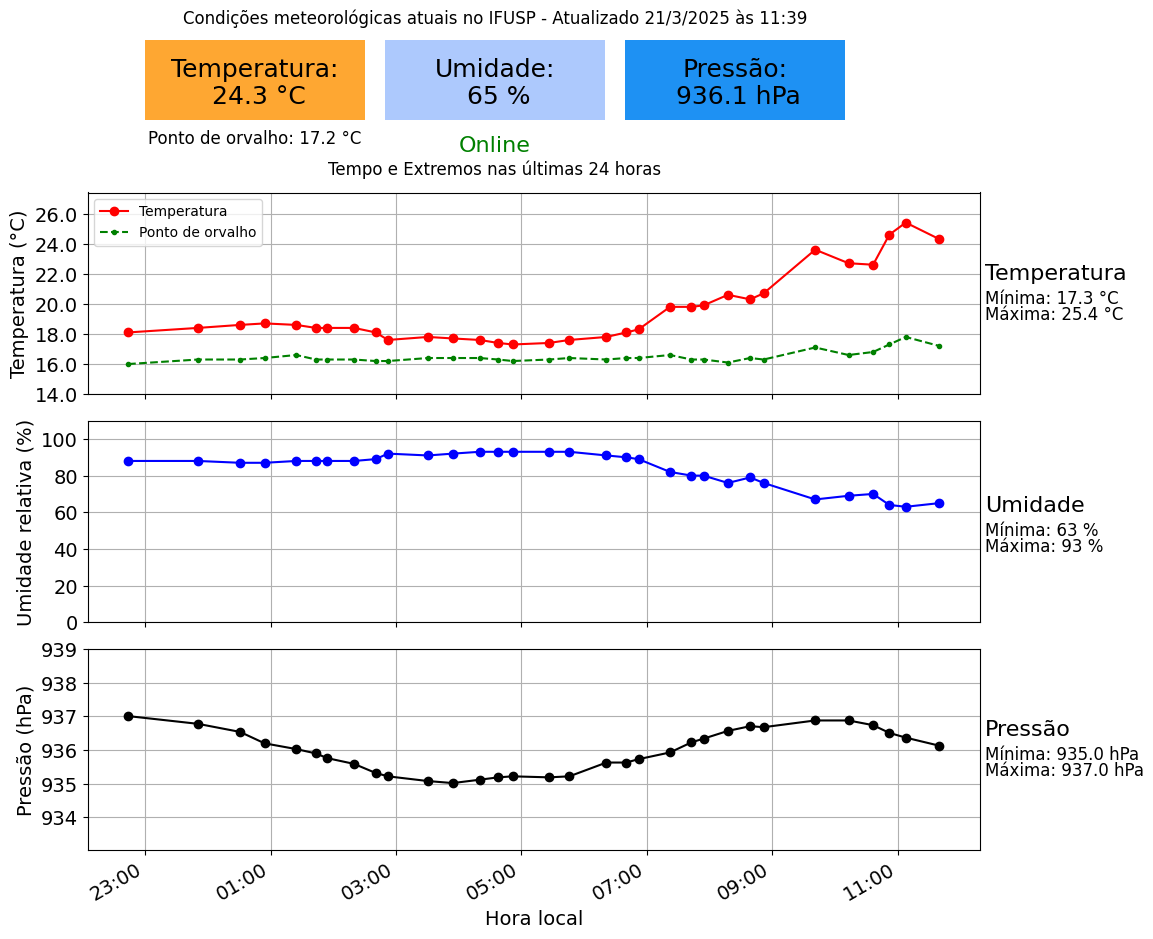 Condições meteorológicas atuais no IFUSP - Atualizado 21/3/2025 às 11:39
Temperatura:
24.3 °C
Umidade:
65 %
Pressão:
936.1 hPa
Ponto de orvalho: 17.2 °C
Online
Tempo e Extremos nas últimas 24 horas
Temperatura (°C)
26.0
24.0
22.0
20.0
18.0
16.0
14.0
Temperatura
Ponto de orvalho
Temperatura
Mínima: 17.3 °C
Máxima: 25.4 °C
Umidade relativa (%)
100
80
60
40
20
0
Umidade
Mínima: 63 %
Máxima: 93 %
Pressão (hPa)
939
938
937
936
935
934
Pressão
Mínima: 935.0 hPa
Máxima: 937.0 hPa
23:00
01:00
03:00
05:00
07:00
09:00
11:00
Hora local